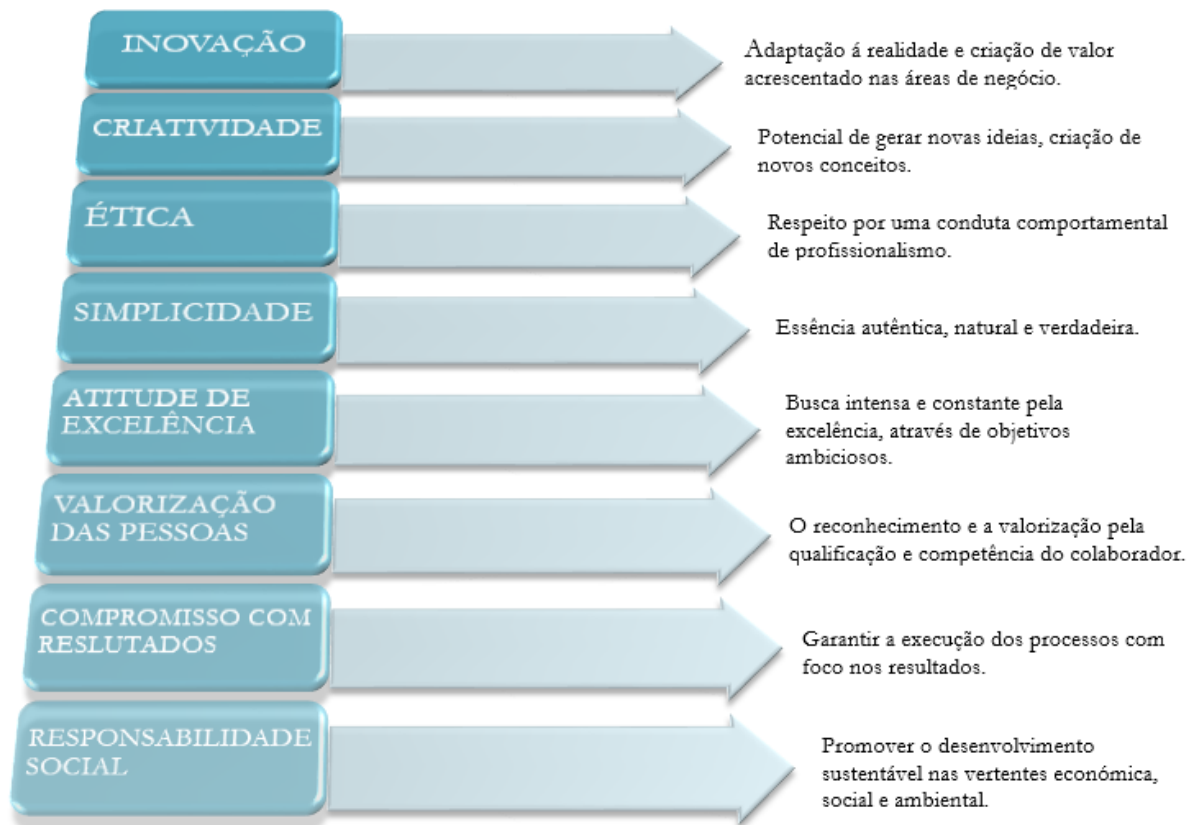 INOVAÇÃO
Adaptação á realidade e criação de valor
acrescentado nas áreas de negócio.
CRIATIVIDADE
Potencial de gerar novas ideias, criação de
novos conceitos.
ÉTICA
Respeito por uma conduta comportamental
de profissionalismo.
SIMPLICIDADE
Essência autêntica, natural e verdadeira.
ATITUDE DE
EXCELÊNCIA
Busca intensa e constante pela
excelência, através de objetivos
ambiciosos.
VALORIZAÇÃO
DAS PESSOAS
O reconhecimento e a valorização pela
qualificação e competência do colaborador.
COMPROMISSO COM
RESLUTADOS
Garantir a execução dos processos com
foco nos resultados.
RESPONSABILIDADE
SOCIAL
Promover o desenvolvimento
sustentável nas vertentes económica,
social e ambiental.